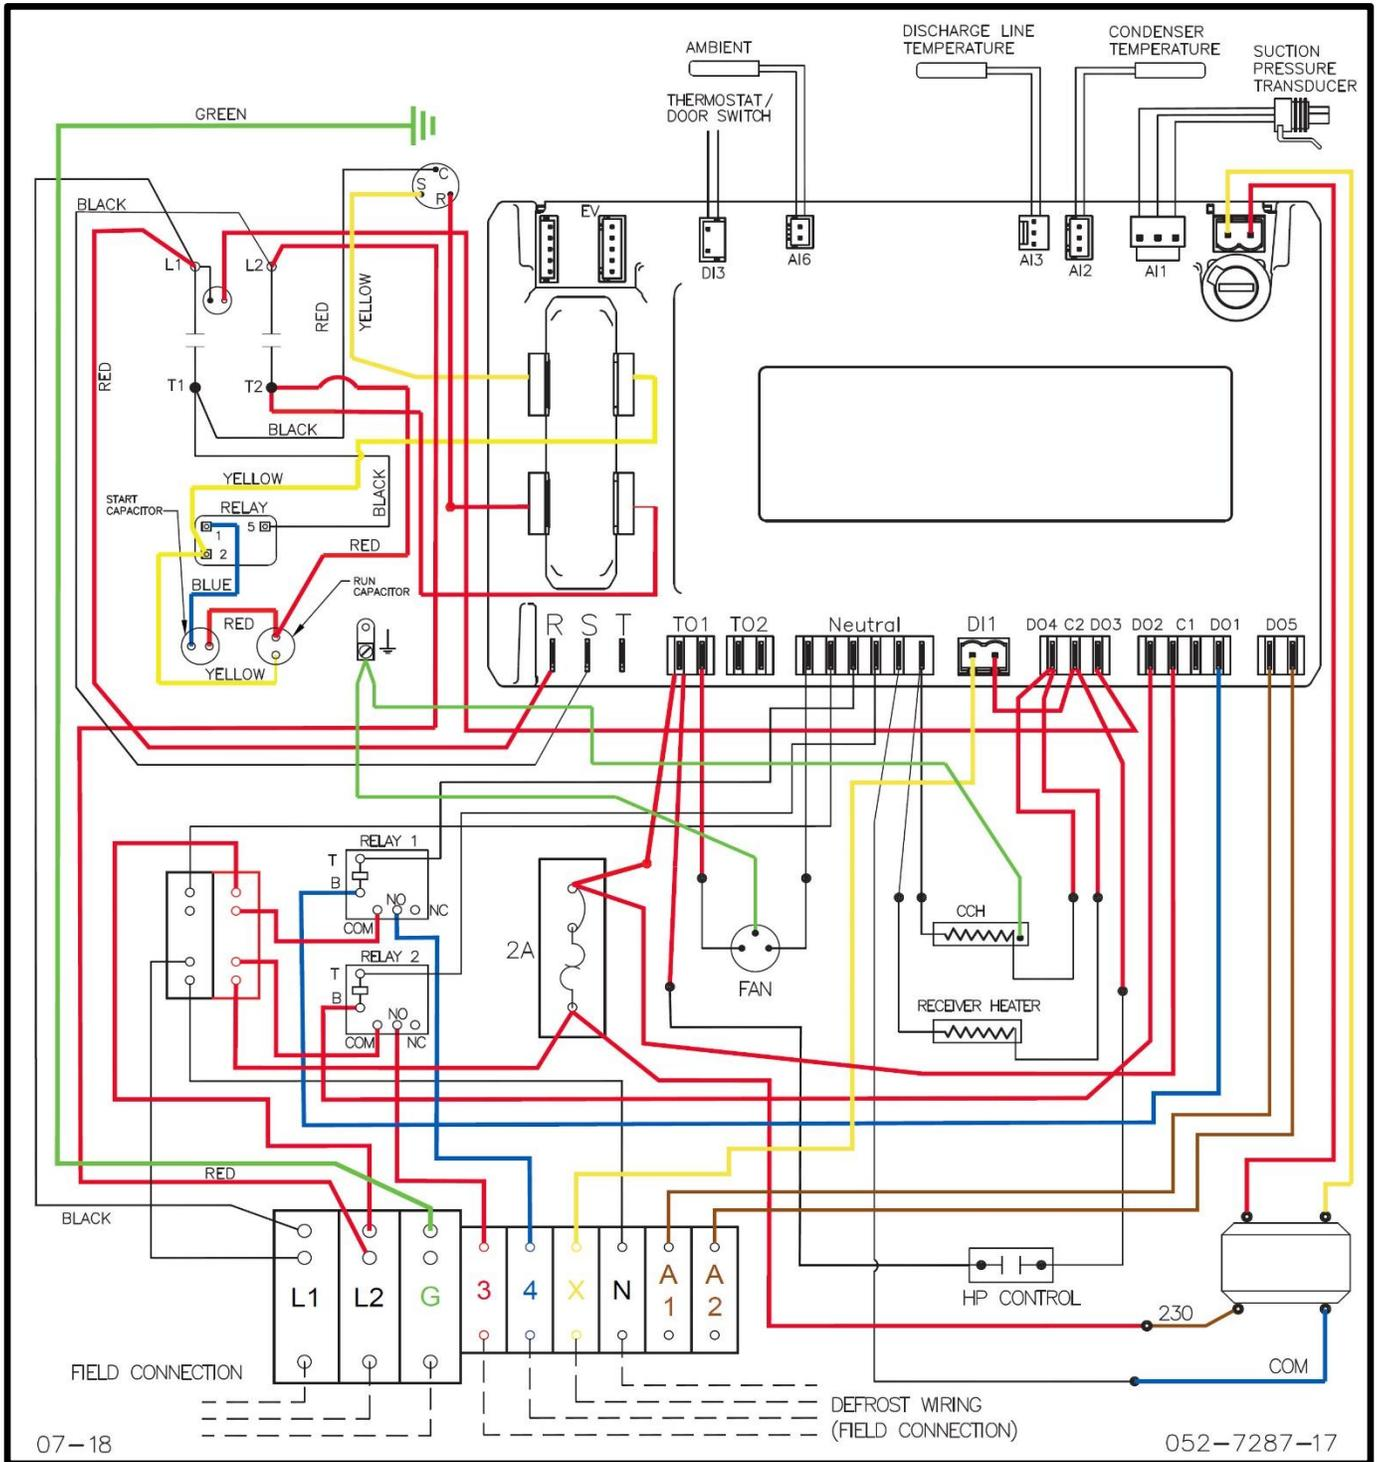 AMBIENT
DISCHARGE LINE
TEMPERATURE
CONDENSER
TEMPERATURE
SUCTION
PRESSURE
TRANSDUCER
THERMOSTAT/
DOOR SWITCH
GREEN
C
S
R
BLACK
EV
L1
L2
DI3
AI6
AI3
AI2
AI1
RED
YELLOW
RED
T1
T2
BLACK
YELLOW
BLACK
START
CAPACITOR
RELAY
1
5
2
RED
BLUE
RUN
CAPACITOR
RED
YELLOW
R
S
T
TO1
TO2
Neutral
DI1
DO4
C2
DO3
DO2
C1
DO1
DO5
RELAY 1
T
B
NO
NC
COM
RELAY 2
T
B
NO
NC
COM
2A
FAN
CCH
RECEIVER HEATER
RED
BLACK
L1
L2
G
3
4
X
N
A
1
A
2
HP CONTROL
230
COM
FIELD CONNECTION
DEFROST WIRING
(FIELD CONNECTION)
07-18
052-7287-17